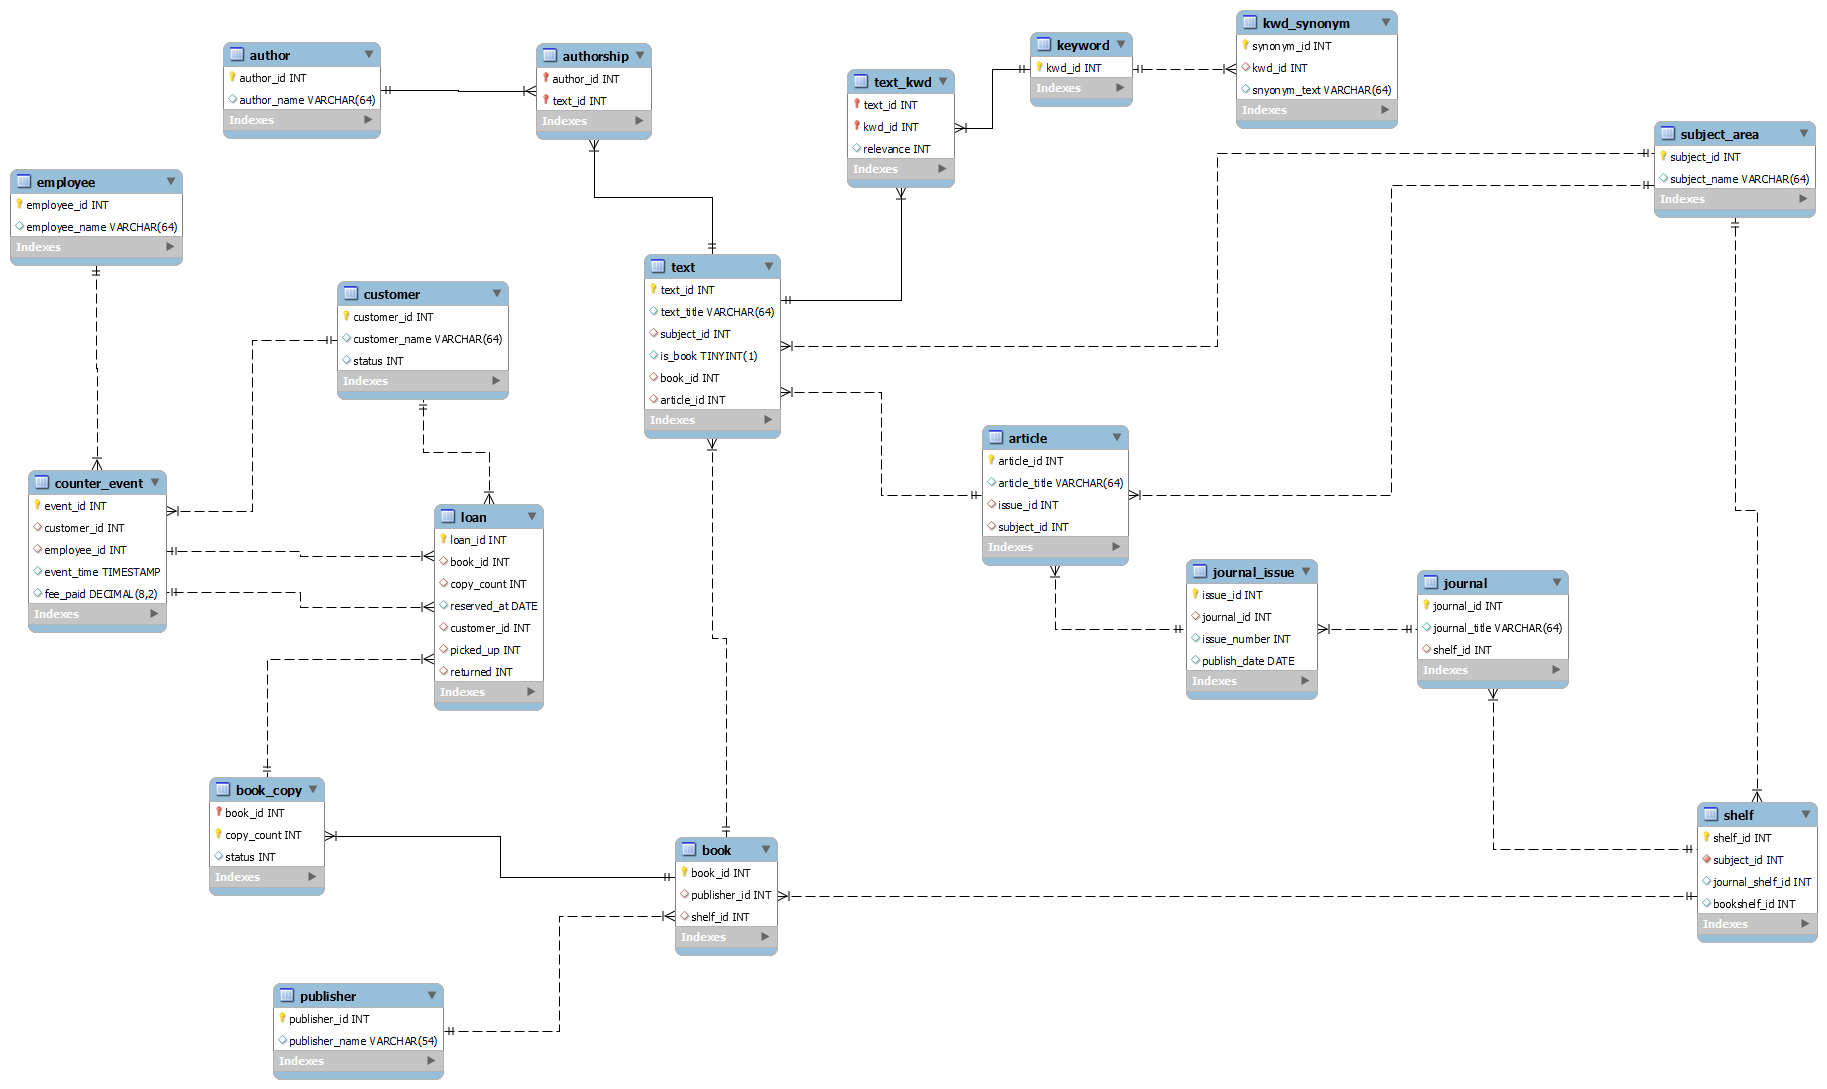 author
author_id INT
author_name VARCHAR(64)
Indexes
authorship
author_id INT
text_id INT
Indexes
text_kwd
text_id INT
kwd_id INT
relevance INT
Indexes
keyword
kwd_id INT
Indexes
kwd_synonym
synonym_id INT
kwd_id INT
snyonym_text VARCHAR(64)
Indexes
subject_area
subject_id INT
subject_name VARCHAR(64)
Indexes
employee
employee_id INT
employee_name VARCHAR(64)
Indexes
customer
customer_id INT
customer_name VARCHAR(64)
status INT
Indexes
text
text_id INT
text_title VARCHAR(64)
subject_id INT
is_book TINYINT(1)
book_id INT
article_id INT
Indexes
counter_event
event_id INT
customer_id INT
employee_id INT
event_time TIMESTAMP
fee_paid DECIMAL(8,2)
Indexes
loan
loan_id INT
book_id INT
copy_count INT
reserved_at DATE
customer_id INT
picked_up INT
returned INT
Indexes
article
article_id INT
article_title VARCHAR(64)
issue_id INT
subject_id INT
Indexes
journal_issue
issue_id INT
journal_id INT
issue_number INT
publish_date DATE
Indexes
journal
journal_id INT
journal_title VARCHAR(64)
shelf_id INT
Indexes
book_copy
book_id INT
copy_count INT
status INT
Indexes
book
book_id INT
publisher_id INT
shelf_id INT
Indexes
shelf
shelf_id INT
subject_id INT
journal_shelf_id INT
bookshelf_id INT
Indexes
publisher
publisher_id INT
publisher_name VARCHAR(54)
Indexes